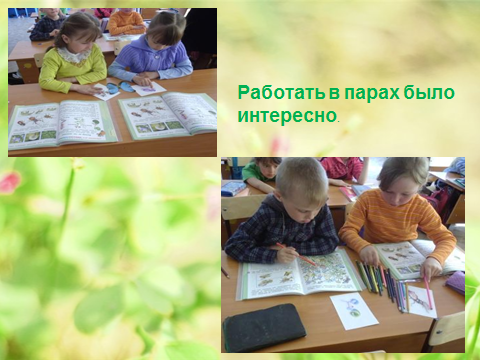 Работать в парах было
интересно.